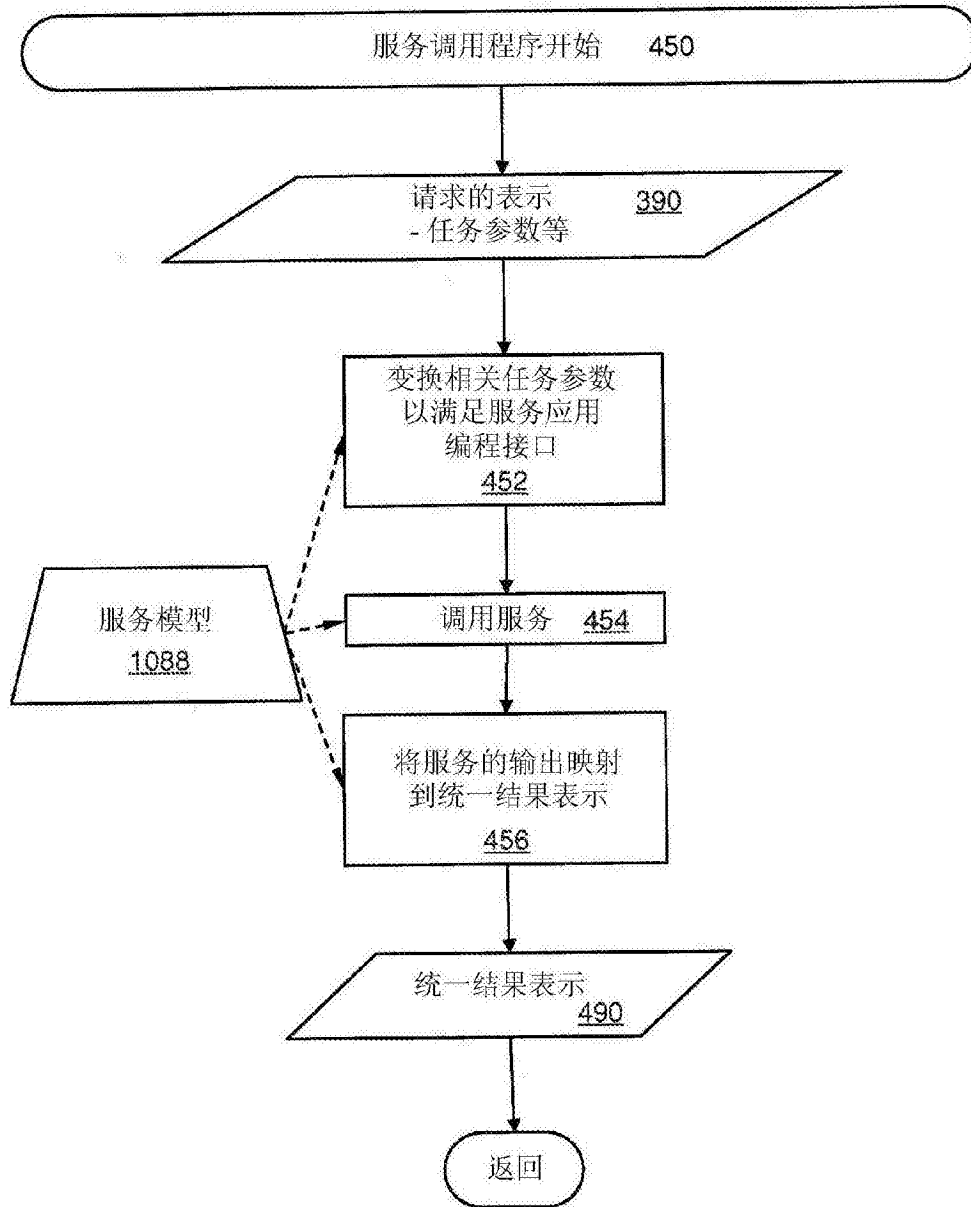 服务调用程序开始 450
请求的表示 390
- 任务参数等
变换相关任务参数
以满足服务应用
编程接口
452
服务模型
1088
调用服务 454
将服务的输出映射
到统一结果表示
456
统一结果表示
490
返回